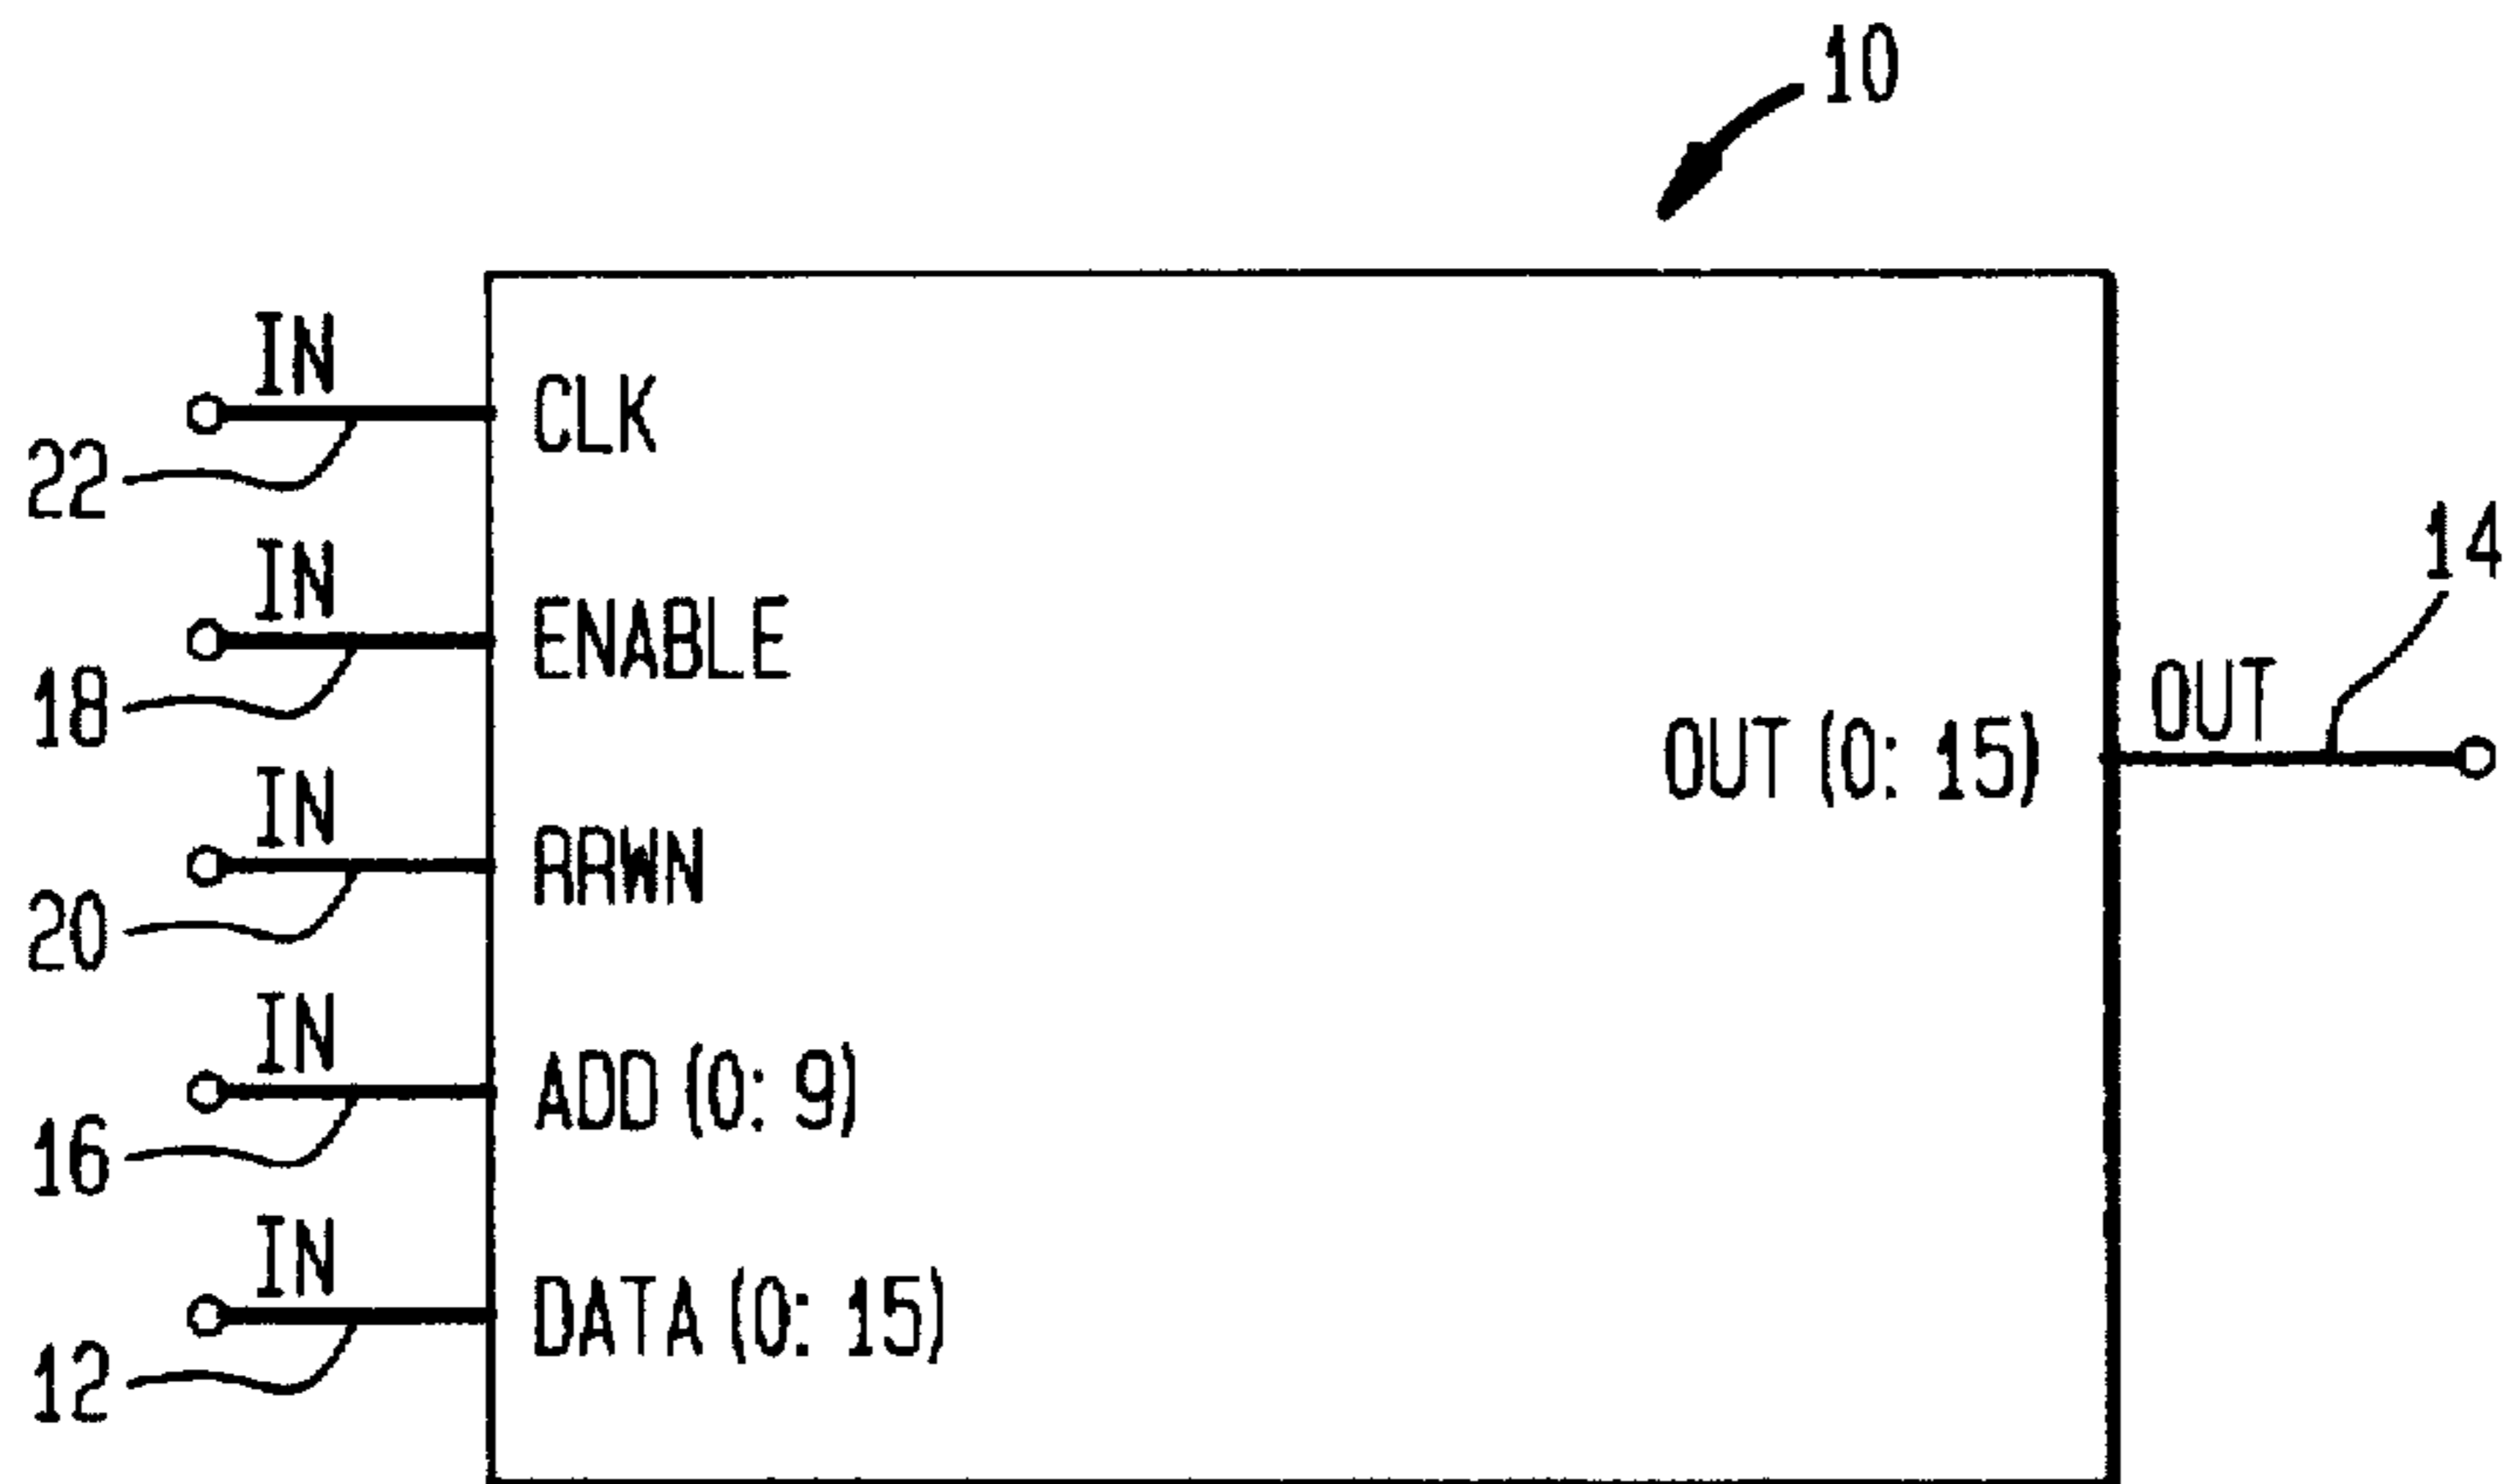 10
IN
CLK
22
IN
ENABLE
18
14
OUT
OUT (0: 15)
IN
RRWN
20
IN
ADD (0: 9)
16
IN
DATA (0: 15)
12